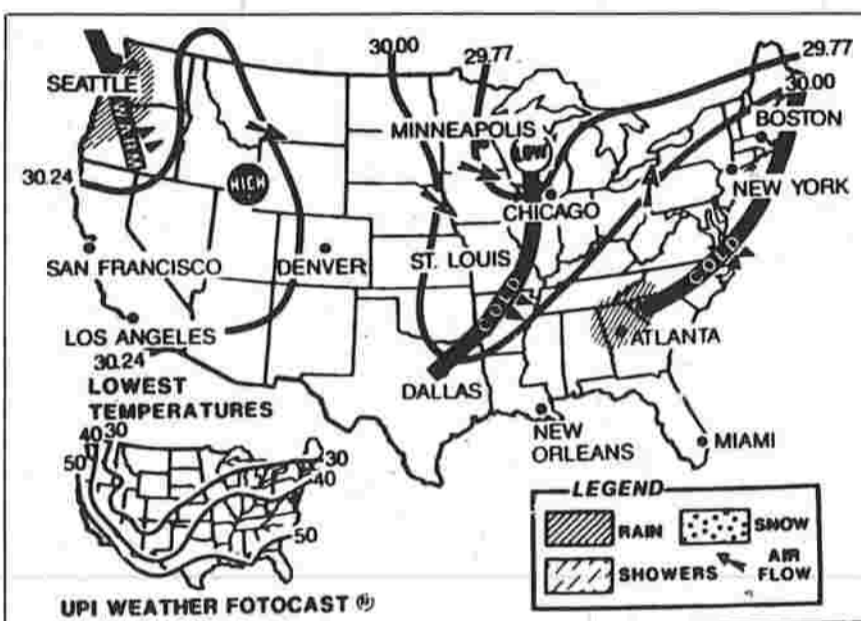 30.00
29.77
29.77
30.00
SEATTLE
MINNEAPOLIS
BOSTON
LOW
30.24
HIGH
CHICAGO
NEW YORK
SAN FRANCISCO
DENVER
ST. LOUIS
COLD
COLD
LOS ANGELES
ATLANTA
30.24
LOWEST
TEMPERATURES
DALLAS
NEW
ORLEANS
MIAMI
40 30
50
30
40
50
LEGEND
RAIN
SNOW
SHOWERS
AIR
FLOW
UPI WEATHER FOTOCAST ®